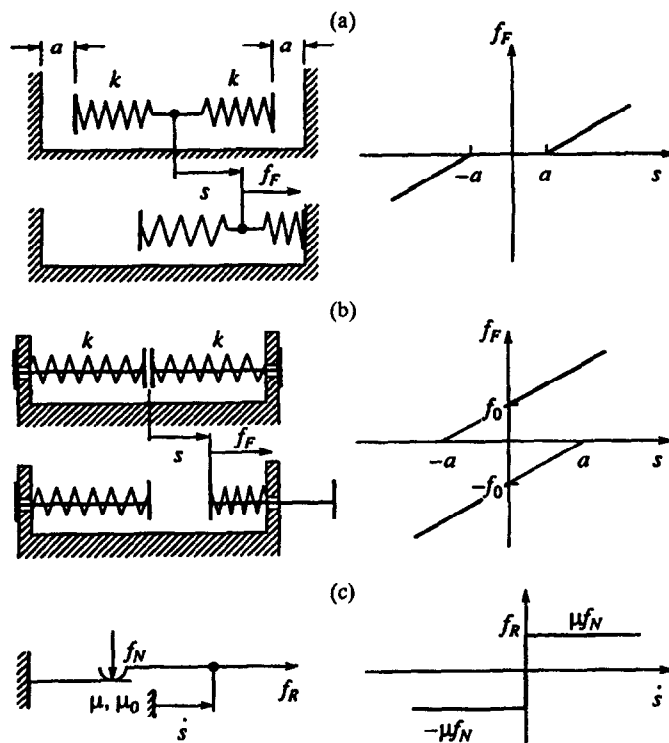 (a)
a a
k k
s f_F
f_F
-a a s
(b)
k k
s f_F
f_F
f_0
-a a s
-f_0
(c)
f_N
μ, μ_0
f_R
ṡ
f_R μf_N
ṡ
-μf_N